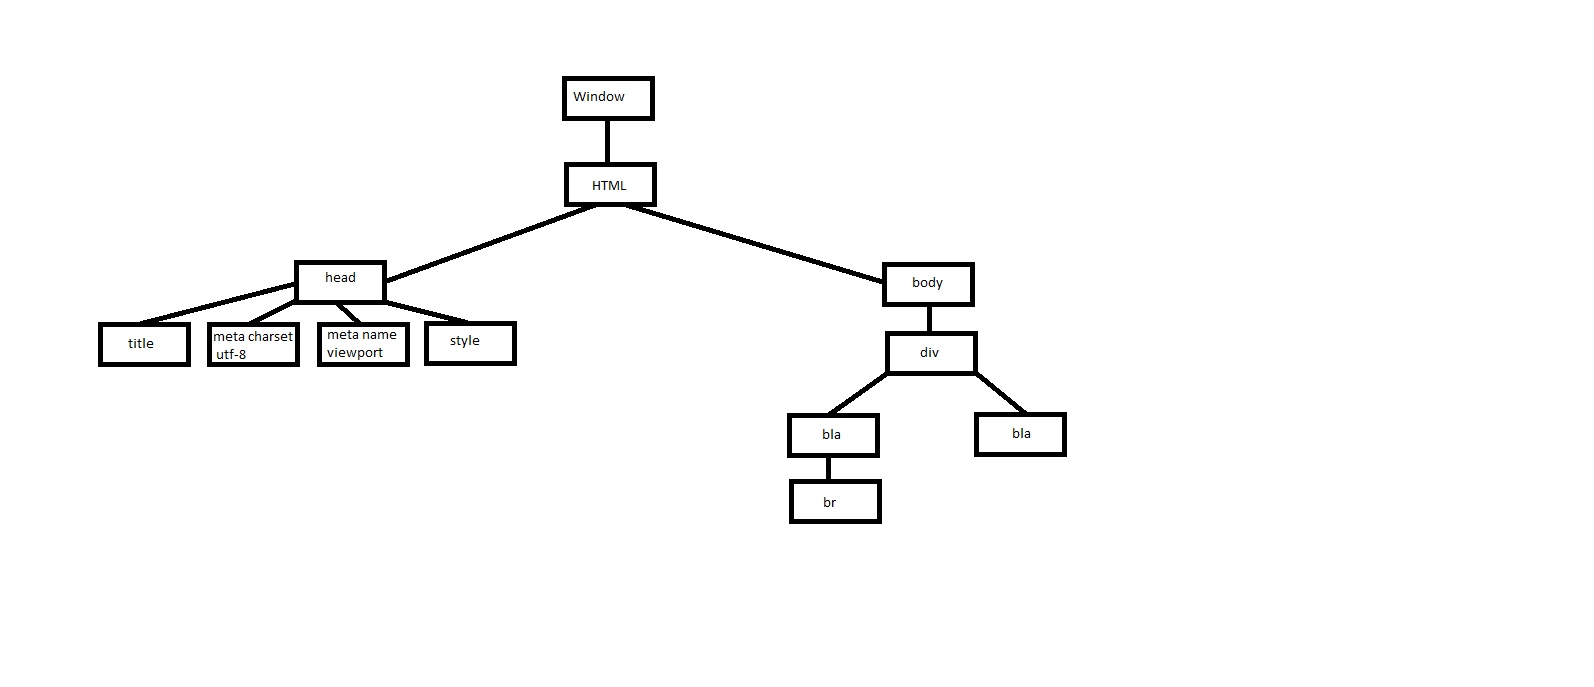 Window
HTML
head
body
title
meta charset
utf-8
meta name
viewport
style
div
bla
bla
br